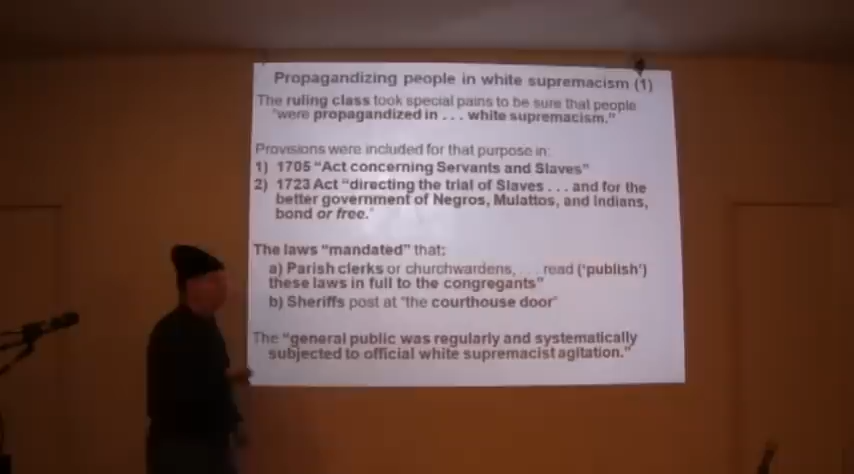 Propagandizing people in white supremacism (1)
The ruling class took special pains to be sure that people
"were propagandized in . . . white supremacism."
Provisions were included for that purpose in:
1) 1705 "Act concerning Servants and Slaves"
2) 1723 Act "directing the trial of Slaves . . . and for the
better government of Negros, Mulattos, and Indians,
bond or free."
The laws "mandated" that:
a) Parish clerks or churchwardens, . . . read ('publish')
these laws in full to the congregants"
b) Sheriffs post at "the courthouse door"
The "general public was regularly and systematically
subjected to official white supremacist agitation."